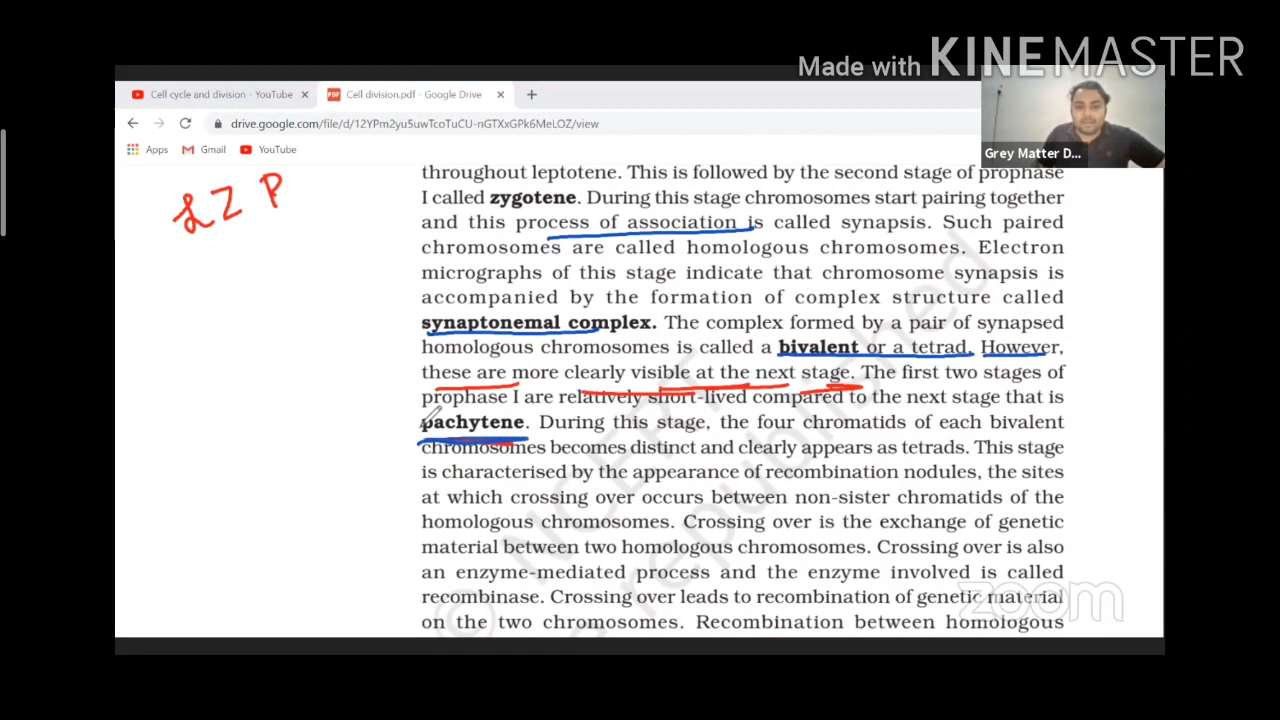 Made with KINEMASTER
Cell cycle and division - YouTube
Cell division.pdf - Google Drive
drive.google.com/file/d/12YPm2yu5uwTcoTuCU-nGTXxGPk6MeLOZ/view
Apps Gmail YouTube
Grey Matter D...
L Z P
throughout leptotene. This is followed by the second stage of prophase
I called zygotene. During this stage chromosomes start pairing together
and this process of association is called synapsis. Such paired
chromosomes are called homologous chromosomes. Electron
micrographs of this stage indicate that chromosome synapsis is
accompanied by the formation of complex structure called
synaptonemal complex. The complex formed by a pair of synapsed
homologous chromosomes is called a bivalent or a tetrad. However,
these are more clearly visible at the next stage. The first two stages of
prophase I are relatively short-lived compared to the next stage that is
pachytene. During this stage, the four chromatids of each bivalent
chromosomes becomes distinct and clearly appears as tetrads. This stage
is characterised by the appearance of recombination nodules, the sites
at which crossing over occurs between non-sister chromatids of the
homologous chromosomes. Crossing over is the exchange of genetic
material between two homologous chromosomes. Crossing over is also
an enzyme-mediated process and the enzyme involved is called
recombinase. Crossing over leads to recombination of genetic material
on the two chromosomes. Recombination between homologous
© NCERT
republished
zoom